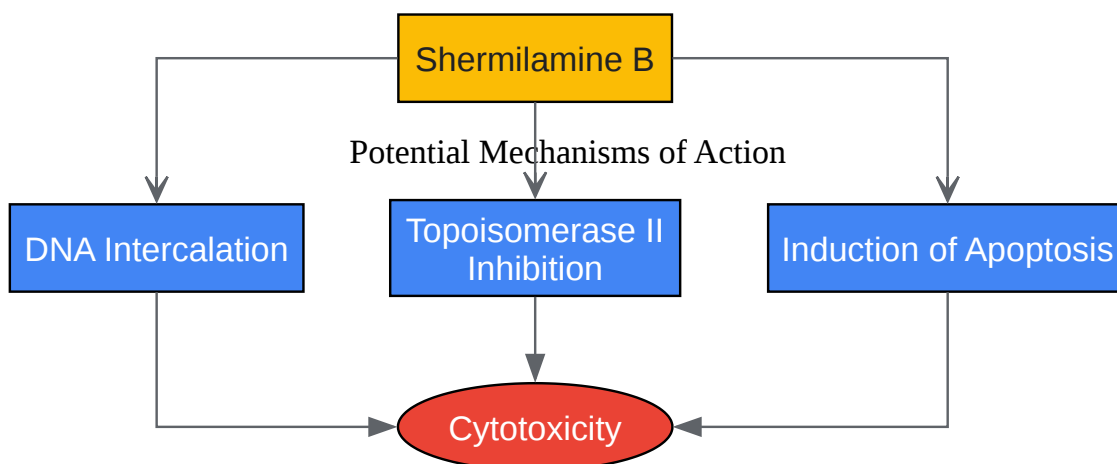 Shermilamine B
Potential Mechanisms of Action
DNA Intercalation
Topoisomerase II
Inhibition
Induction of Apoptosis
Cytotoxicity